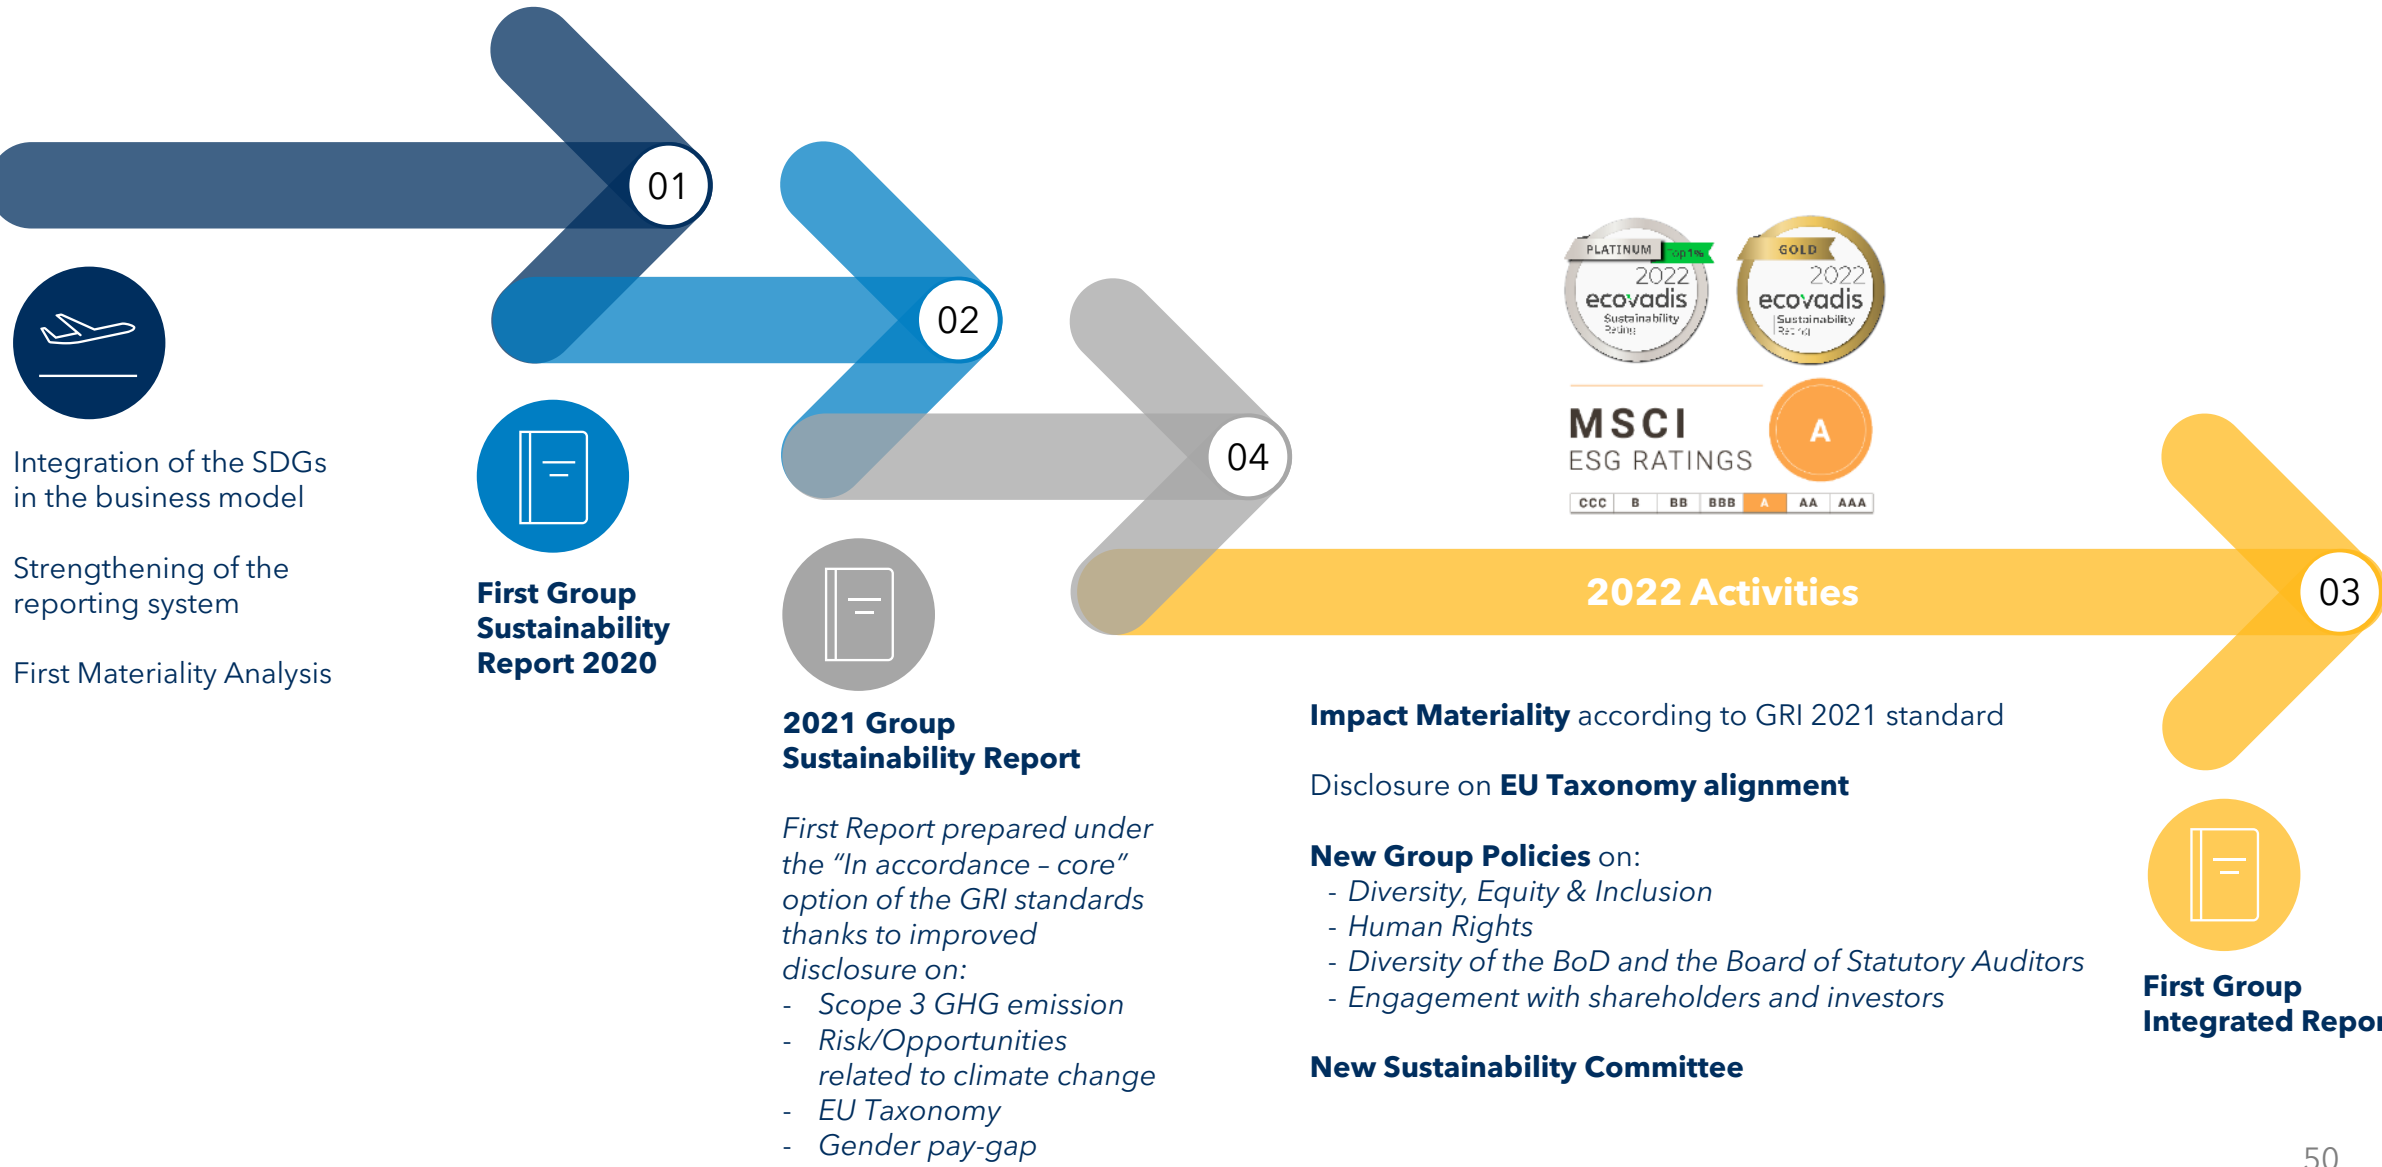 01
02
04
03
Integration of the SDGs
in the business model
Strengthening of the
reporting system
First Materiality Analysis
First Group
Sustainability
Report 2020
2021 Group
Sustainability Report
First Report prepared under
the “In accordance – core”
option of the GRI standards
thanks to improved
disclosure on:
- Scope 3 GHG emission
- Risk/Opportunities
related to climate change
- EU Taxonomy
- Gender pay-gap
PLATINUM
Top 1%
2022
ecovadis
Sustainability
Rating
GOLD
2022
ecovadis
Sustainability
Rating
MSCI
ESG RATINGS
A
CCC B BB BBB A AA AAA
2022 Activities
Impact Materiality according to GRI 2021 standard
Disclosure on EU Taxonomy alignment
New Group Policies on:
- Diversity, Equity & Inclusion
- Human Rights
- Diversity of the BoD and the Board of Statutory Auditors
- Engagement with shareholders and investors
New Sustainability Committee
First Group
Integrated Repor
50